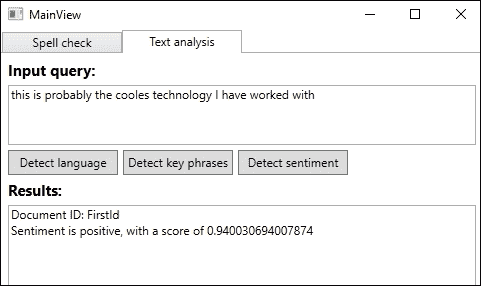 MainView
Spell check Text analysis
Input query:
this is probably the cooles technology I have worked with
Detect language Detect key phrases Detect sentiment
Results:
Document ID: FirstId
Sentiment is positive, with a score of 0.940030694007874